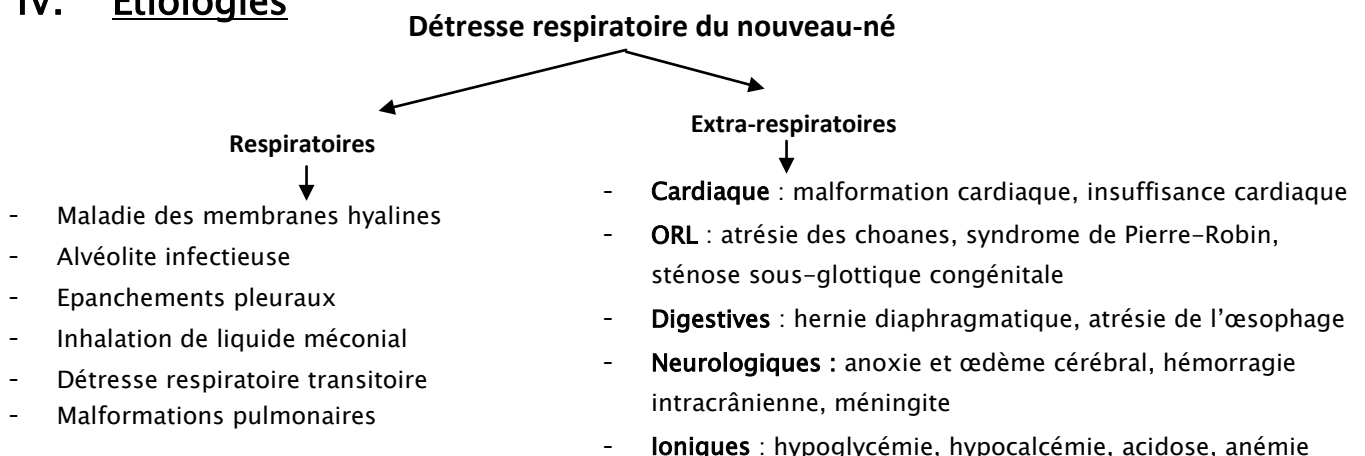 IV. Etiologies
Détresse respiratoire du nouveau-né
Respiratoires
- Maladie des membranes hyalines
- Alvéolite infectieuse
- Epanchements pleuraux
- Inhalation de liquide méconial
- Détresse respiratoire transitoire
- Malformations pulmonaires
Extra-respiratoires
- Cardiaque : malformation cardiaque, insuffisance cardiaque
- ORL : atrésie des choanes, syndrome de Pierre-Robin,
sténose sous-glottique congénitale
- Digestives : hernie diaphragmatique, atrésie de l’œsophage
- Neurologiques : anoxie et œdème cérébral, hémorragie
intracrânienne, méningite
- Ioniques : hypoglycémie, hypocalcémie, acidose, anémie